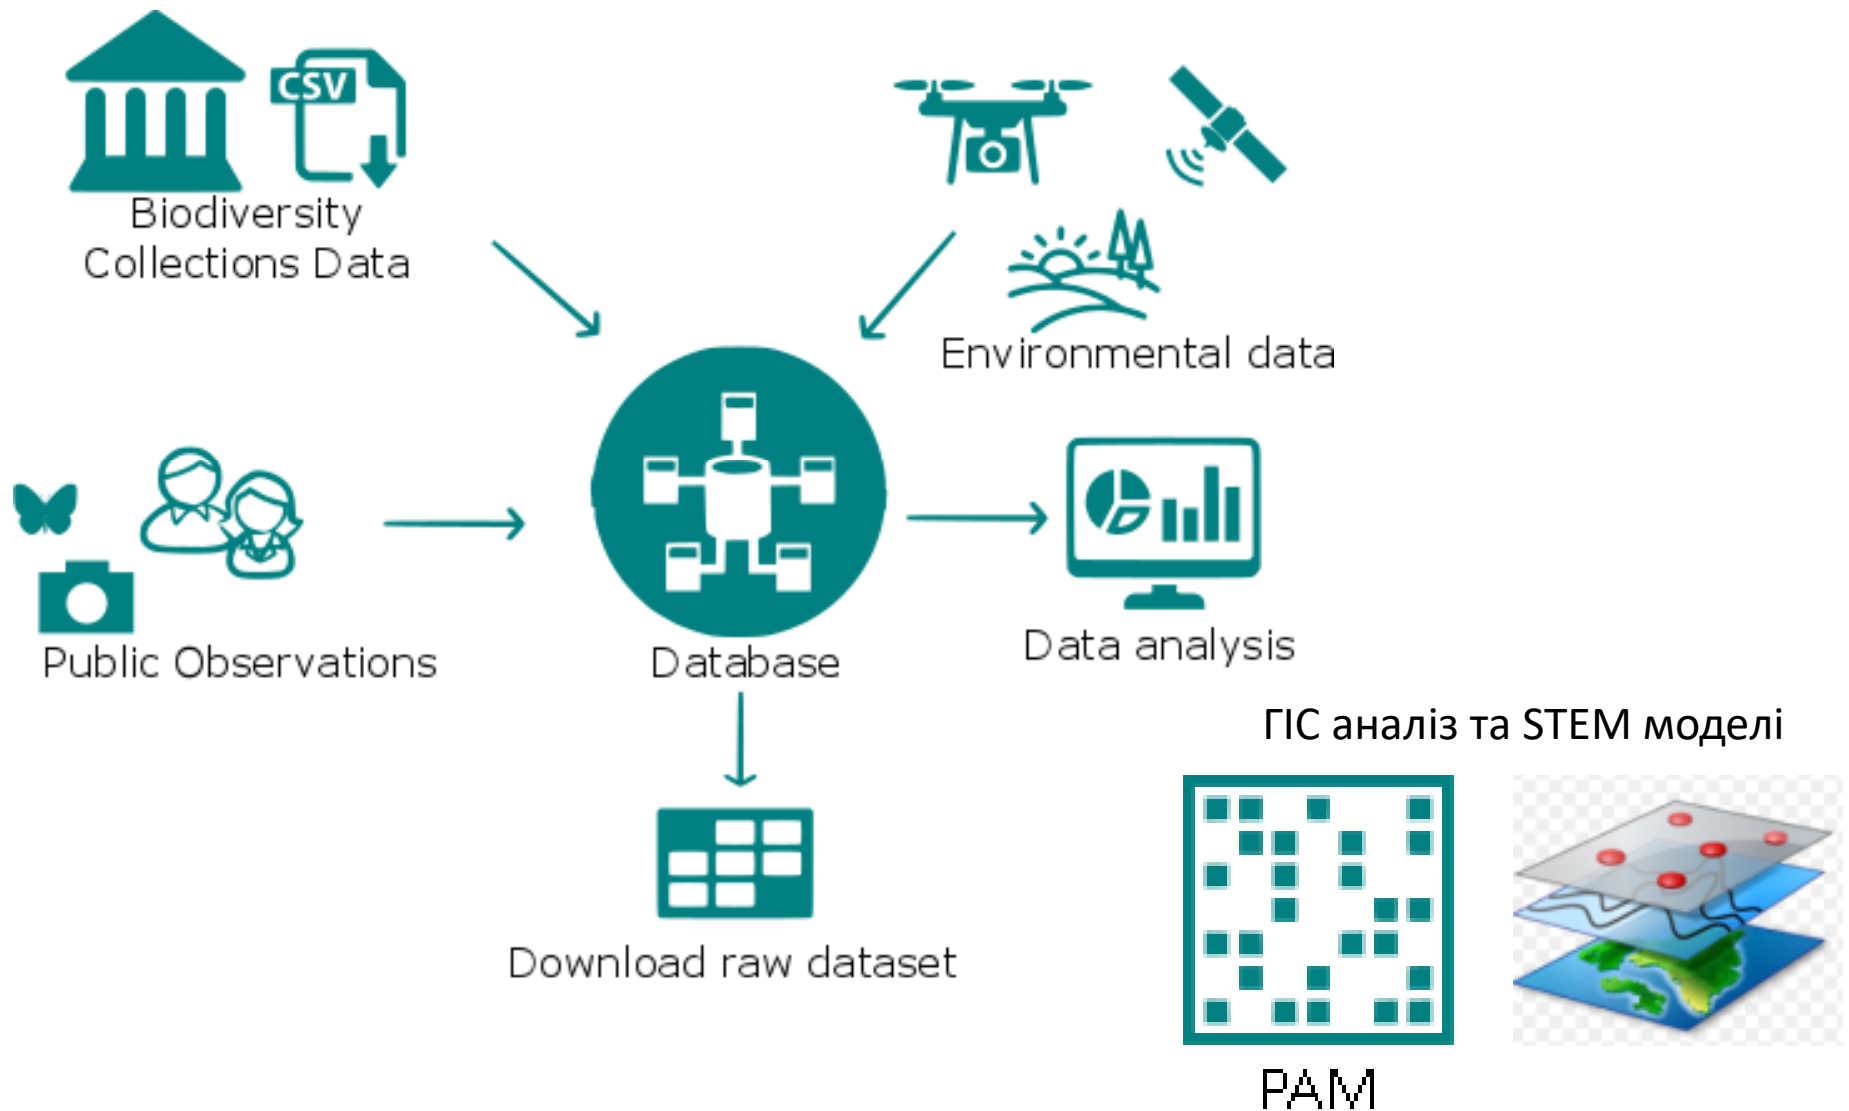 CSV
Biodiversity
Collections Data
Environmental data
Public Observations
Database
Data analysis
ГІС аналіз та STEM моделі
Download raw dataset
PAM